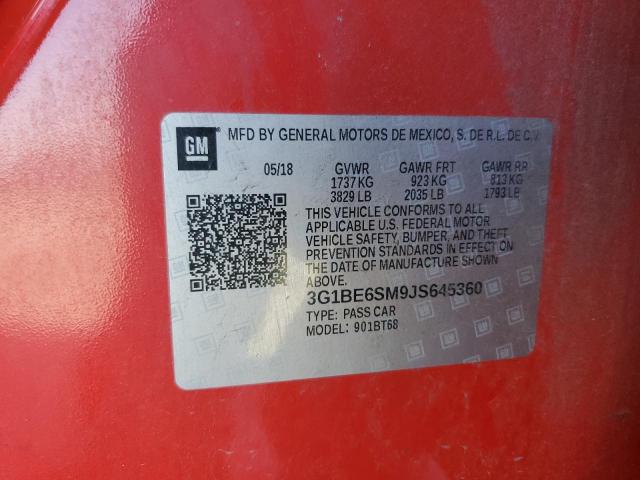 GM
MFD BY GENERAL MOTORS DE MEXICO, S. DE R.L. DE C.V.
05/18 GVWR GAWR FRT GAWR RR
1737 KG 923 KG 813 KG
3829 LB 2035 LB 1793 LB
THIS VEHICLE CONFORMS TO ALL
APPLICABLE U.S. FEDERAL MOTOR
VEHICLE SAFETY, BUMPER, AND THEFT
PREVENTION STANDARDS IN EFFECT ON
THE DATE OF MANUFACTURE SHOWN
ABOVE.
3G1BE6SM9JS645360
TYPE: PASS CAR
MODEL: 901BT68